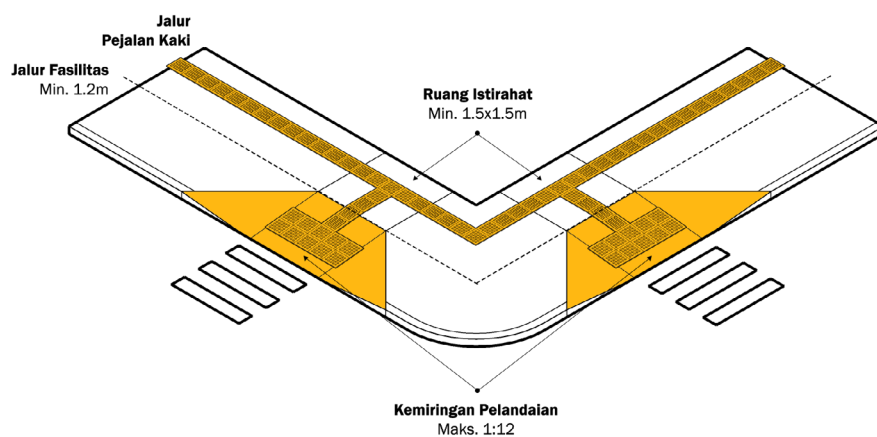 Jalur
Pejalan Kaki
Jalur Fasilitas
Min. 1.2m
Ruang Istirahat
Min. 1.5x1.5m
Kemiringan Pelandaian
Maks. 1:12